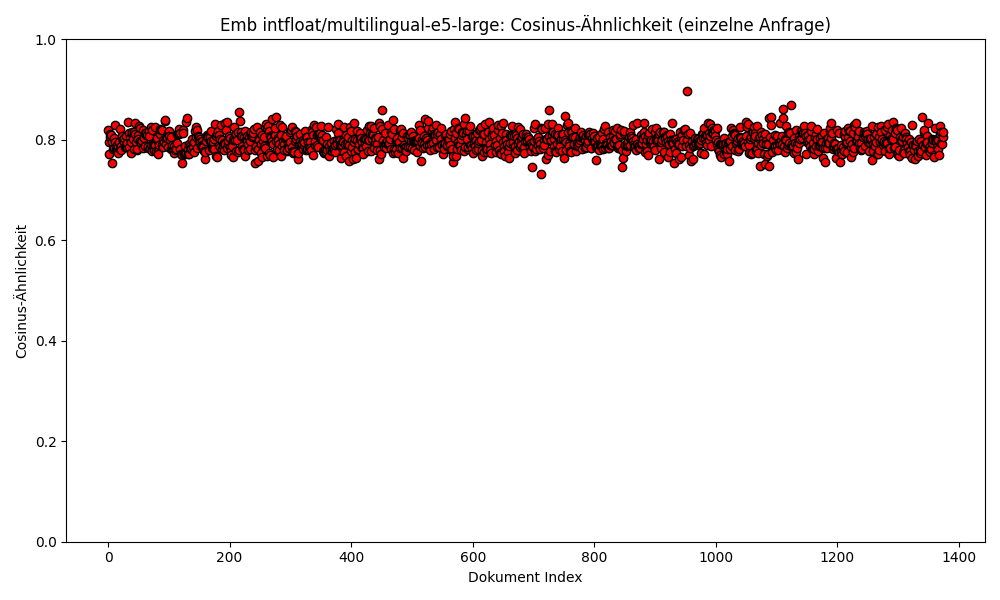 Emb intfloat/multilingual-e5-large: Cosinus-Ähnlichkeit (einzelne Anfrage)
1.0
0.8
0.6
0.4
0.2
0.0
Cosinus-Ähnlichkeit
0 200 400 600 800 1000 1200 1400
Dokument Index